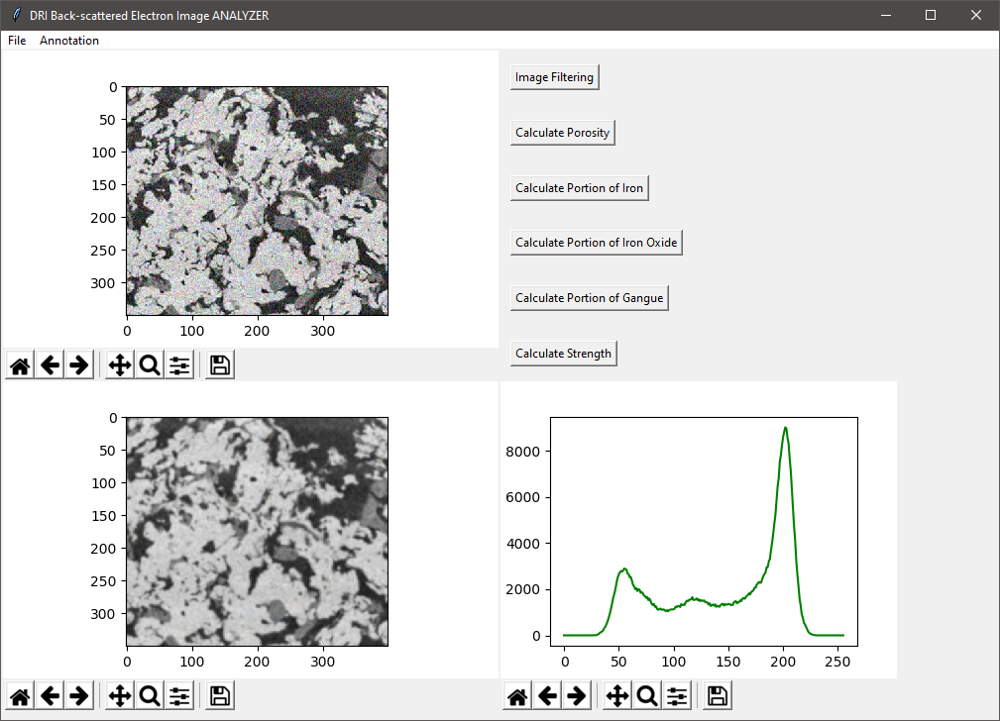 DRI Back-scattered Electron Image ANALYZER
File Annotation
0
50
100
150
200
250
300
0 100 200 300
Image Filtering
Calculate Porosity
Calculate Portion of Iron
Calculate Portion of Iron Oxide
Calculate Portion of Gangue
Calculate Strength
0
50
100
150
200
250
300
0 100 200 300
8000
6000
4000
2000
0
0 50 100 150 200 250